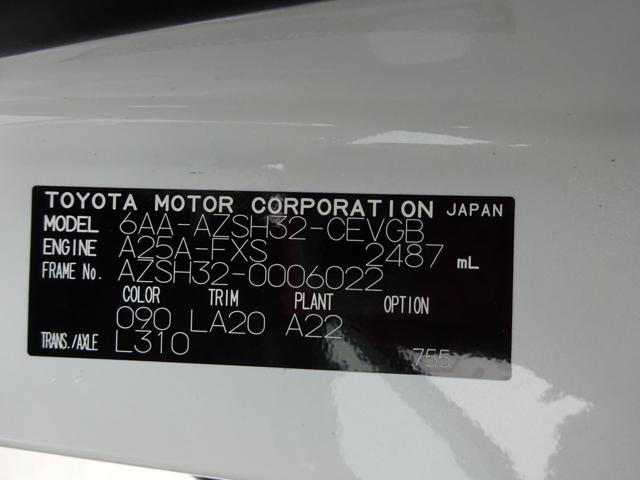 TOYOTA MOTOR CORPORATION JAPAN
MODEL 6AA-AZSH32-CEVGB
ENGINE A25A-FXS 2487 mL
FRAME No. AZSH32-0006022
COLOR TRIM PLANT OPTION
090 LA20 A22
TRANS./AXLE L310 755